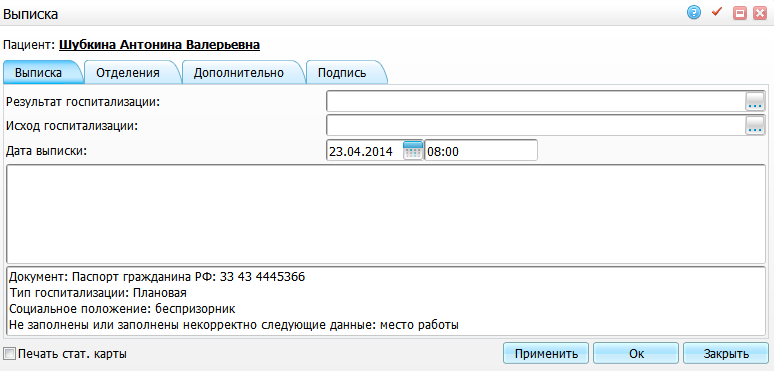 Выписка
Пациент: Шубкина Антонина Валерьевна
Выписка Отделения Дополнительно Подпись
Результат госпитализации: ...
Исход госпитализации: ...
Дата выписки: 23.04.2014 08:00
Документ: Паспорт гражданина РФ: 33 43 4445366
Тип госпитализации: Плановая
Социальное положение: беспризорник
Не заполнены или заполнены некорректно следующие данные: место работы
Печать стат. карты Применить Ок Закрыть